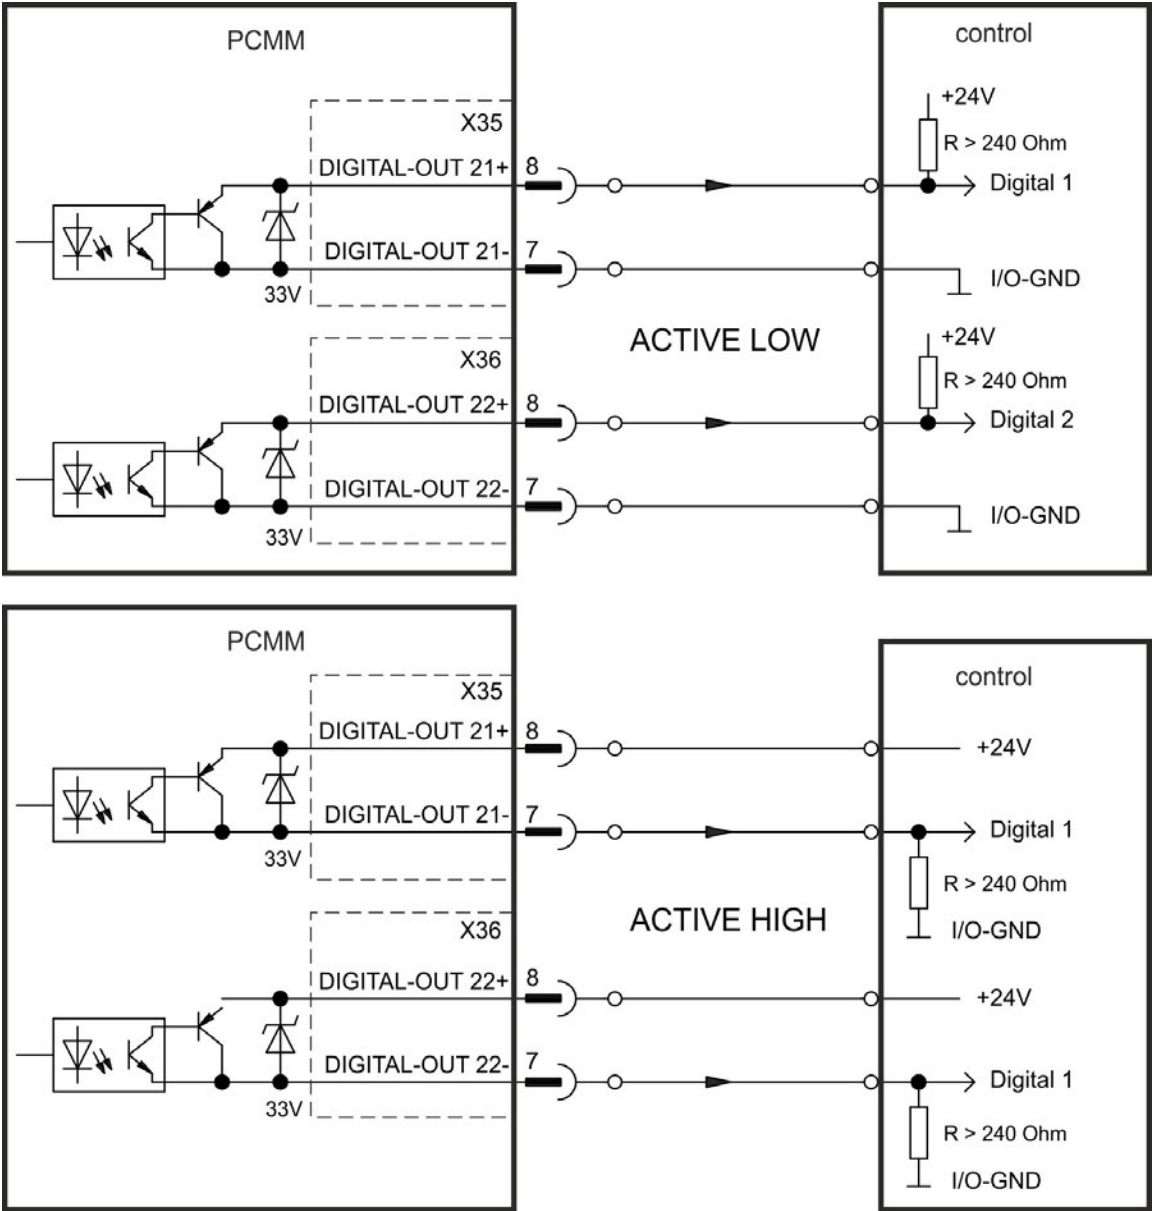 PCMM
control
+24V
X35
R > 240 Ohm
DIGITAL-OUT 21+
8
Digital 1
DIGITAL-OUT 21-
7
I/O-GND
33V
ACTIVE LOW
+24V
X36
R > 240 Ohm
DIGITAL-OUT 22+
8
Digital 2
DIGITAL-OUT 22-
7
I/O-GND
33V
PCMM
control
X35
DIGITAL-OUT 21+
8
+24V
DIGITAL-OUT 21-
7
Digital 1
33V
R > 240 Ohm
ACTIVE HIGH
X36
I/O-GND
DIGITAL-OUT 22+
8
+24V
DIGITAL-OUT 22-
7
Digital 1
33V
R > 240 Ohm
I/O-GND